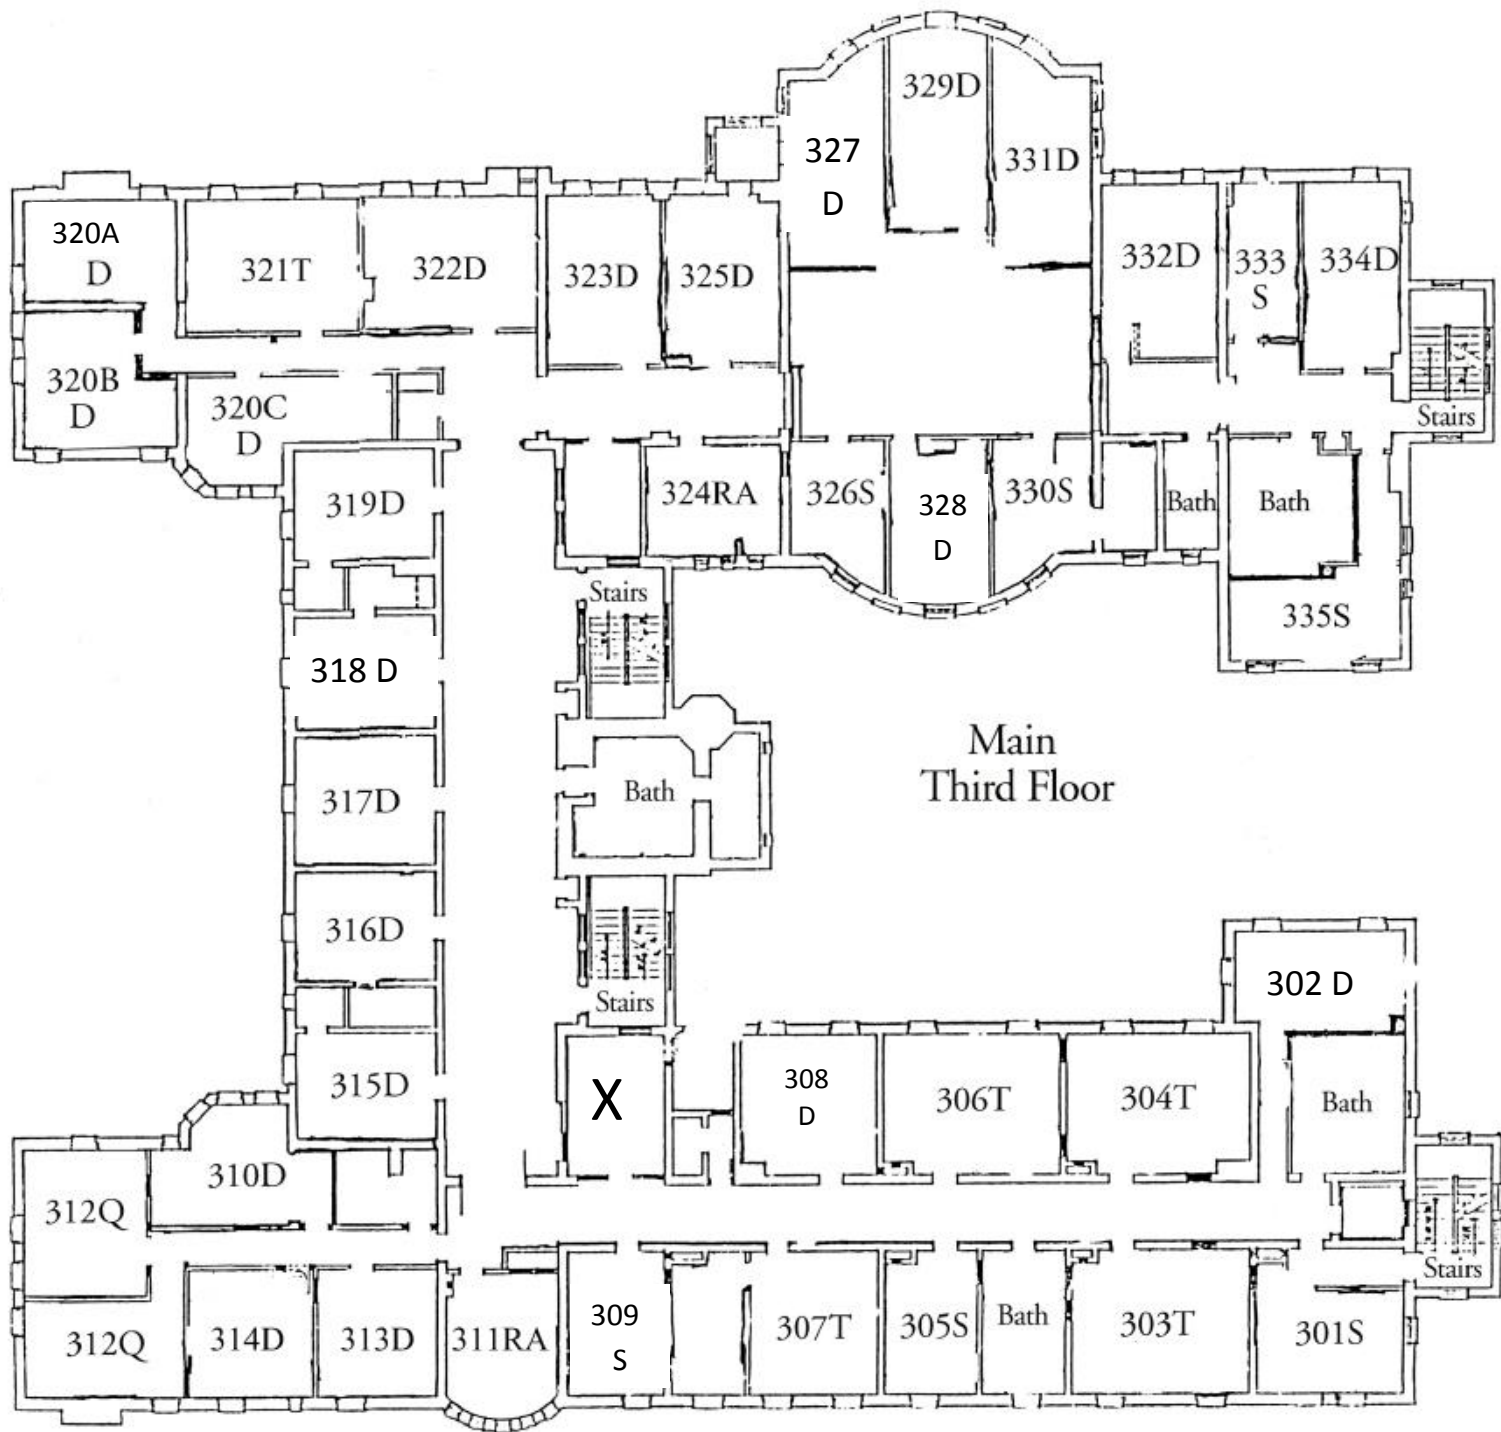 329D
327
D
331D
320A
D
321T
322D
323D
325D
332D
333
S
334D
320B
D
320C
D
Stairs
319D
324RA
326S
328
D
330S
Bath
Bath
Stairs
335S
318 D
Main
Third Floor
317D
Bath
316D
Stairs
302 D
315D
X
308
D
306T
304T
Bath
310D
312Q
Stairs
312Q
314D
313D
311RA
309
S
307T
305S
Bath
303T
301S